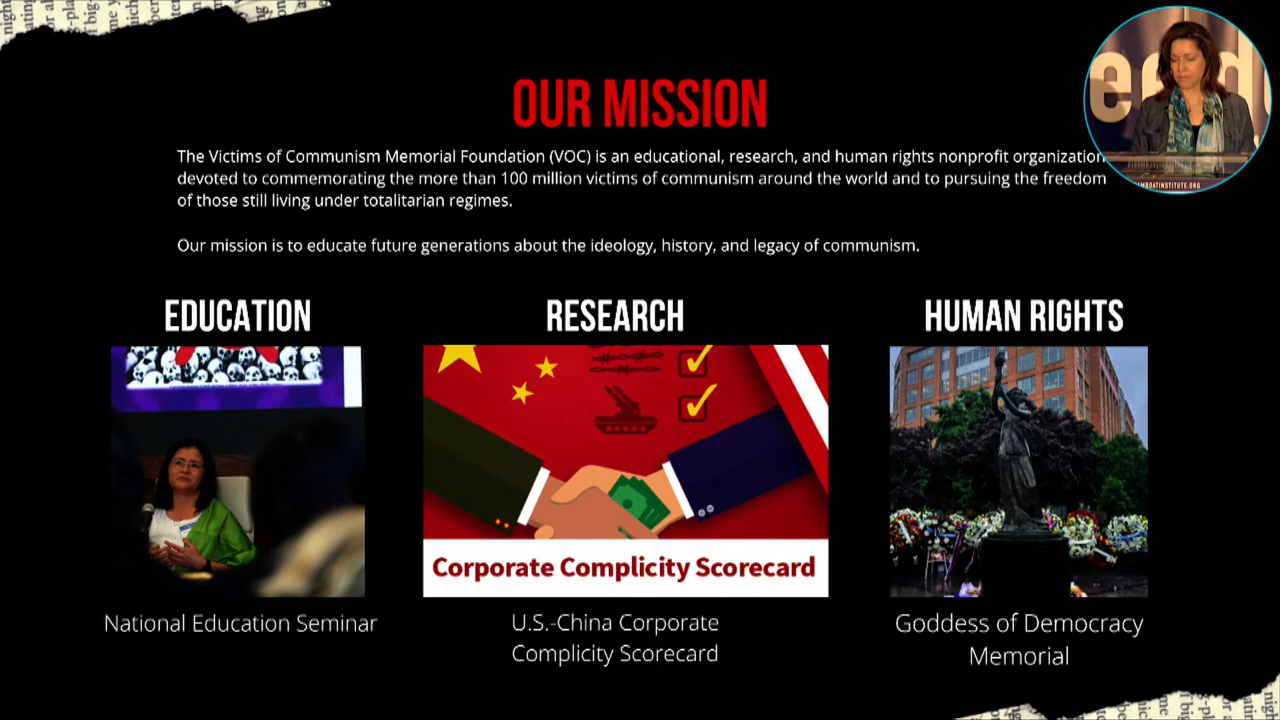 OUR MISSION
The Victims of Communism Memorial Foundation (VOC) is an educational, research, and human rights nonprofit organization
devoted to commemorating the more than 100 million victims of communism around the world and to pursuing the freedom
of those still living under totalitarian regimes.
Our mission is to educate future generations about the ideology, history, and legacy of communism.
EDUCATION
RESEARCH
HUMAN RIGHTS
Corporate Complicity Scorecard
National Education Seminar
U.S.-China Corporate
Complicity Scorecard
Goddess of Democracy
Memorial